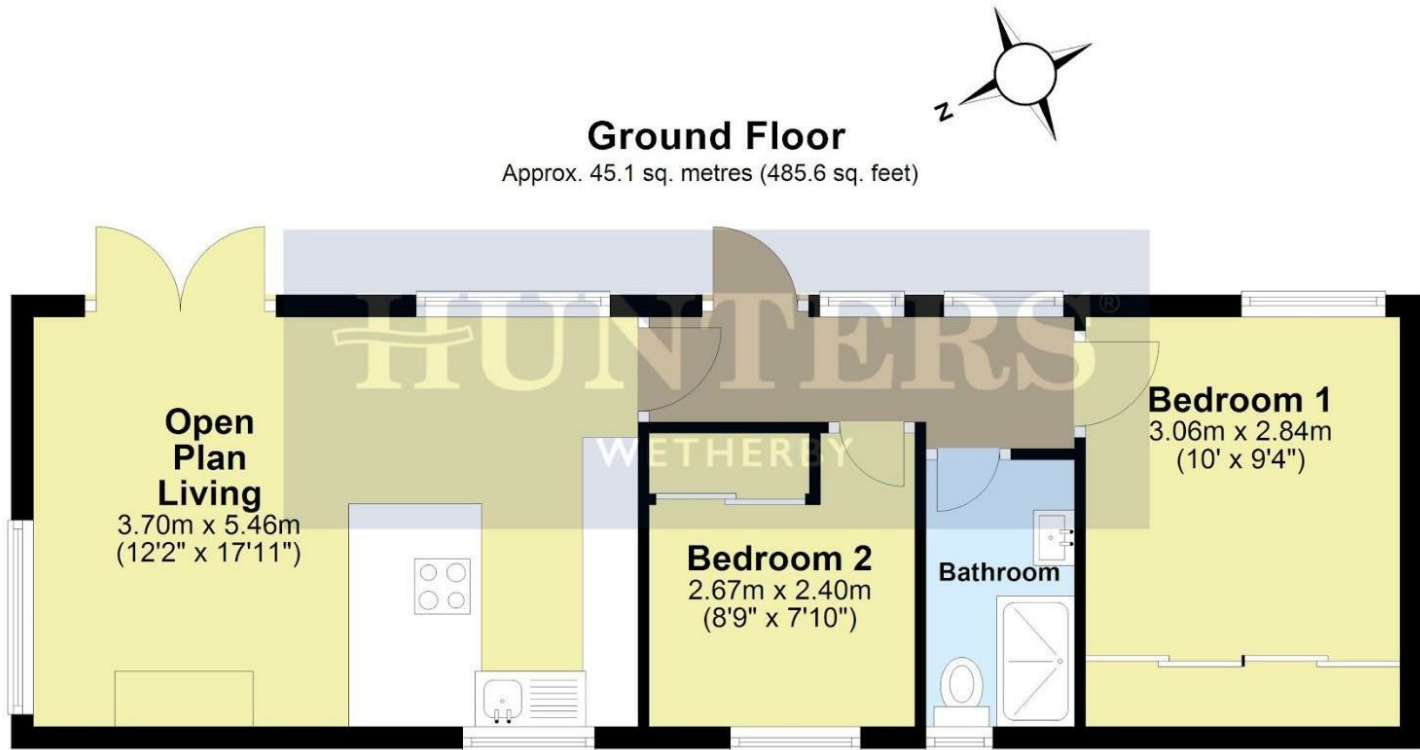 N
Ground Floor
Approx. 45.1 sq. metres (485.6 sq. feet)
HUNTERS®
WETHERBY
Open
Plan
Living
3.70m x 5.46m
(12'2" x 17'11")
Bedroom 2
2.67m x 2.40m
(8'9" x 7'10")
Bathroom
Bedroom 1
3.06m x 2.84m
(10' x 9'4")